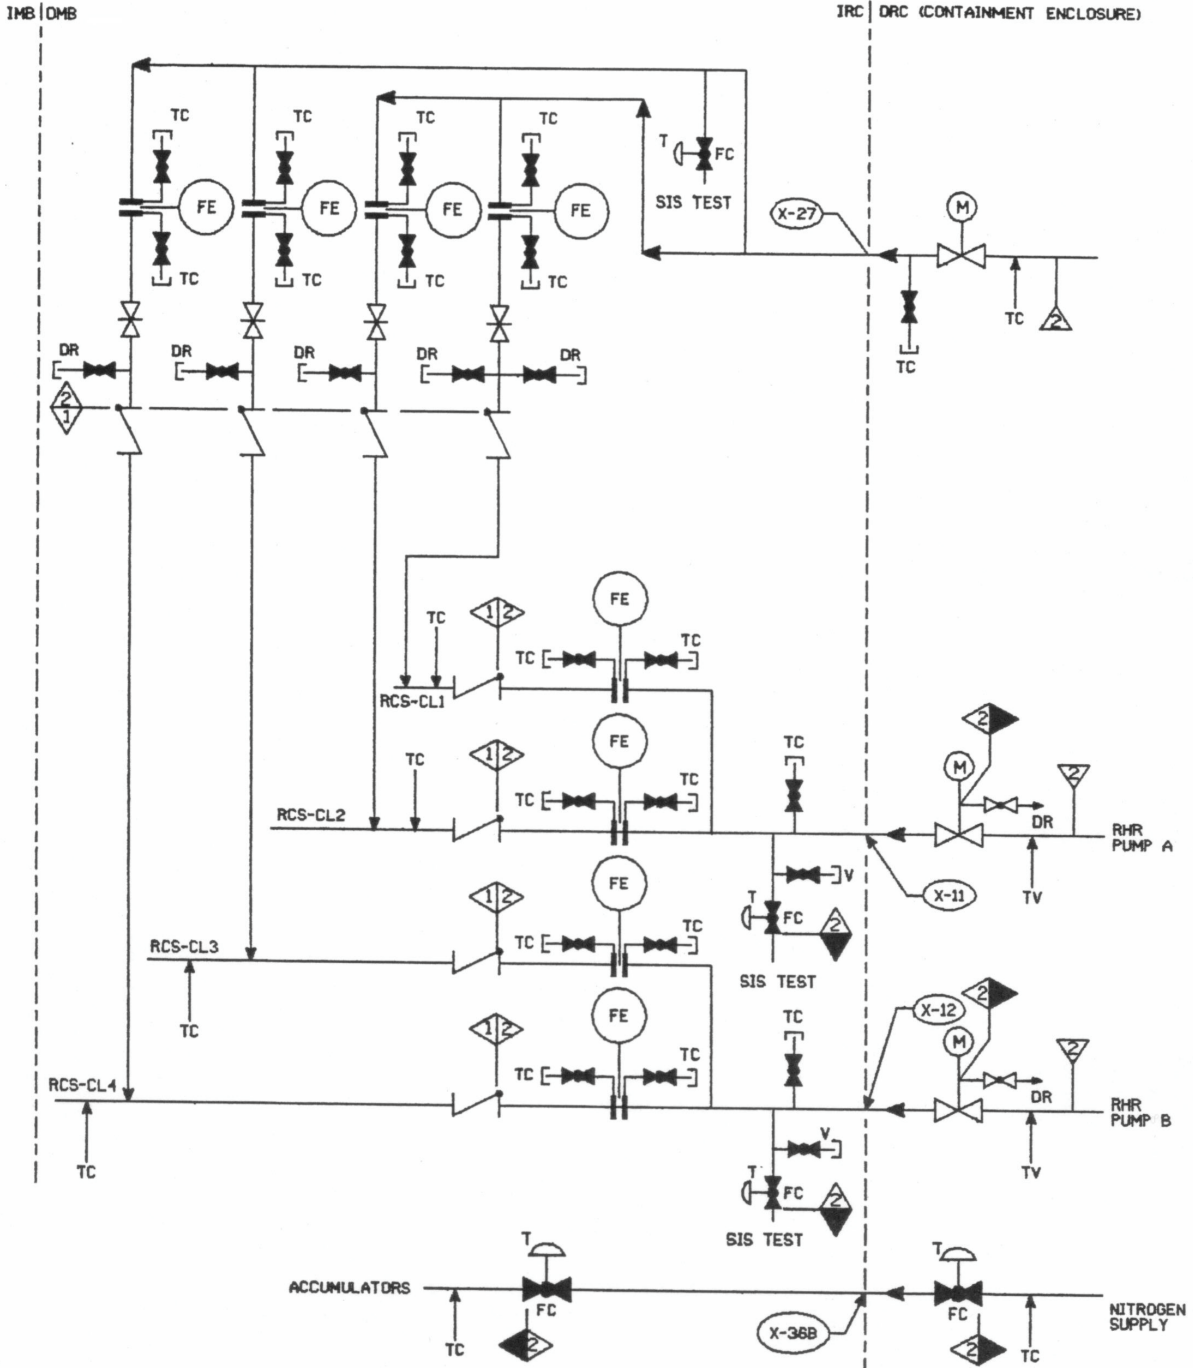 IMB OMB
IRC ORC (CONTAINMENT ENCLOSURE)
TC TC TC TC
T FC
SIS TEST
FE FE FE FE
X-27
M
TC TC TC TC
TC 2
TC
DR DR DR DR DR
2
1
FE
1 2
TC
TC TC
RCS-CL1
FE
1 2
TC
TC
TC TC
2
M
2
RCS-CL2
DR
RHR
PUMP A
FE
V
X-11
TV
1 2
T FC 2
RCS-CL3
TC TC
SIS TEST
2
FE
X-12
TC
TC
1 2
M
2
RCS-CL4
TC TC
DR
RHR
PUMP B
V
TC
TV
T FC 2
SIS TEST
T
T
ACCUMULATORS
FC
FC
NITROGEN
SUPPLY
X-36B
TC
2
2
TC